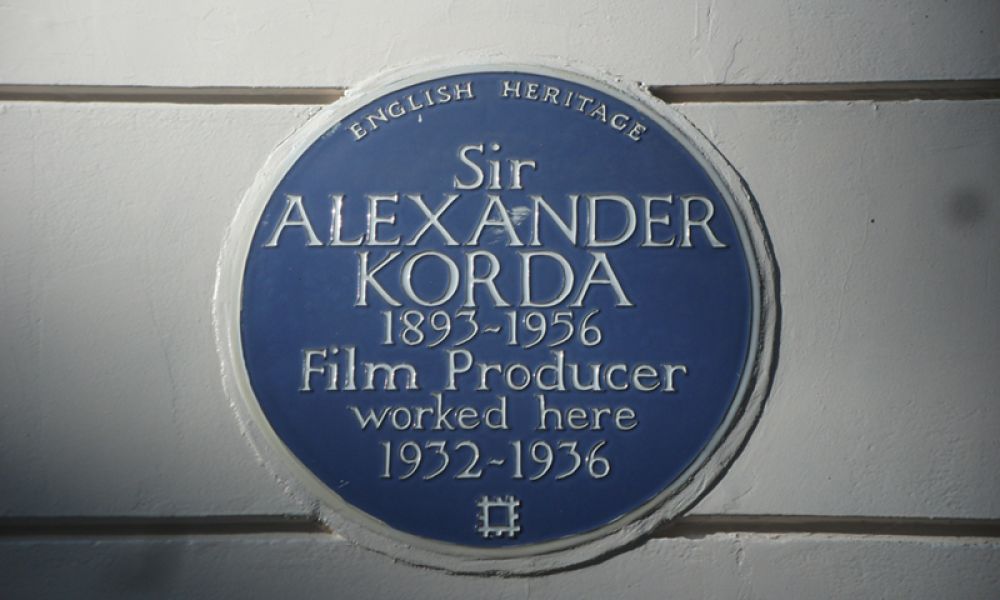 ENGLISH HERITAGE
Sir
ALEXANDER
KORDA
1893-1956
Film Producer
worked here
1932-1936